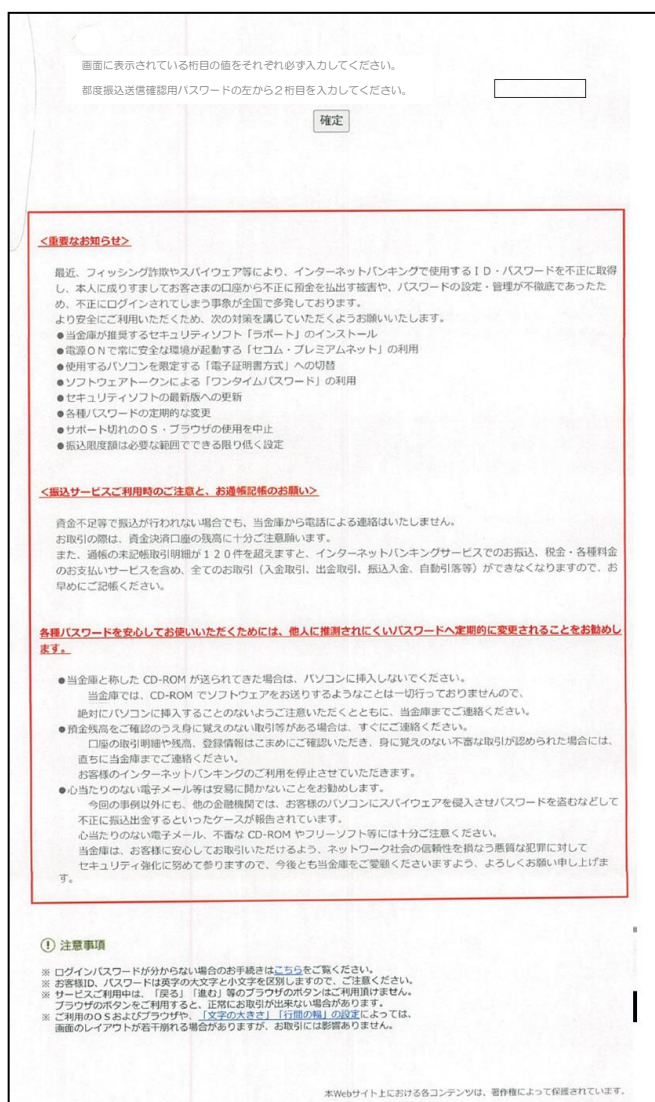 画面に表示されている桁目の値をそれぞれ必ず入力してください。
都度振込送信確認用パスワードの左から２桁目を入力してください。
確定
<重要なお知らせ>
最近、フィッシング詐欺やスパイウェア等により、インターネットバンキングで使用するＩＤ・パスワードを不正に取得
し、本人に成りすましてお客さまの口座から不正に預金を払出す被害や、パスワードの設定・管理が不徹底であったた
め、不正にログインされてしまう事象が全国で多発しております。
より安全にご利用いただくため、次の対策を講じていただくようお願いいたします。
●当金庫が推奨するセキュリティソフト「ラポート」のインストール
●電源ＯＮで常に安全な環境が起動する「セコム・プレミアムネット」の利用
●使用するパソコンを限定する「電子証明書方式」への切替
●ソフトウェアトークンによる「ワンタイムパスワード」の利用
●セキュリティソフトの最新版への更新
●各種パスワードの定期的な変更
●サポート切れのＯＳ・ブラウザの使用を中止
●振込限度額は必要な範囲でできる限り低く設定
<振込サービスご利用時のご注意と、お通帳記帳のお願い>
資金不足等で振込が行われない場合でも、当金庫から電話による連絡はいたしません。
お取引の際は、資金決済口座の残高に十分ご注意願います。
また、通帳の未記帳取引明細が１２０件を超えますと、インターネットバンキングサービスでのお振込、税金・各種料金
のお支払いサービスを含め、全てのお取引（入金取引、出金取引、振込入金、自動引落等）ができなくなりますので、お
早めにご記帳ください。
各種パスワードを安心してお使いいただくためには、他人に推測されにくいパスワードへ定期的に変更されることをお勧めし
ます。
●当金庫と称した CD-ROM が送られてきた場合は、パソコンに挿入しないでください。
当金庫では、CD-ROM でソフトウェアをお送りするようなことは一切行っておりませんので、
絶対にパソコンに挿入することのないようご注意いただくとともに、当金庫までご連絡ください。
●預金残高をご確認のうえ身に覚えのない取引等がある場合は、すぐにご連絡ください。
口座の取引明細や残高、登録情報はこまめにご確認いただき、身に覚えのない不審な取引が認められた場合には、
直ちに当金庫までご連絡ください。
お客様のインターネットバンキングのご利用を停止させていただきます。
●心当たりのない電子メール等は安易に開かないことをお勧めします。
今回の事例以外にも、他の金融機関では、お客様のパソコンにスパイウェアを侵入させパスワードを盗むなどして
不正に振込出金するといったケースが報告されています。
心当たりのない電子メール、不審な CD-ROM やフリーソフト等には十分ご注意ください。
当金庫は、お客様に安心してお取引いただけるよう、ネットワーク社会の信頼性を損なう悪質な犯罪に対して
セキュリティ強化に努めて参りますので、今後とも当金庫をご愛顧くださいますよう、よろしくお願い申し上げま
す。
注意事項
※ ログインパスワードが分からない場合のお手続きはこちらをご覧ください。
※ お客様ID、パスワードは英字の大文字と小文字を区別しますので、ご注意ください。
※ サービスご利用中は、「戻る」「進む」等のブラウザのボタンはご利用頂けません。
ブラウザのボタンをご利用すると、正常にお取引が出来ない場合があります。
※ ご利用のＯＳおよびブラウザや、「文字の大きさ」「行間の幅」の設定によっては、
画面のレイアウトが若干崩れる場合がありますが、お取引には影響ありません。
本Webサイト上における各コンテンツは、著作権によって保護されています。